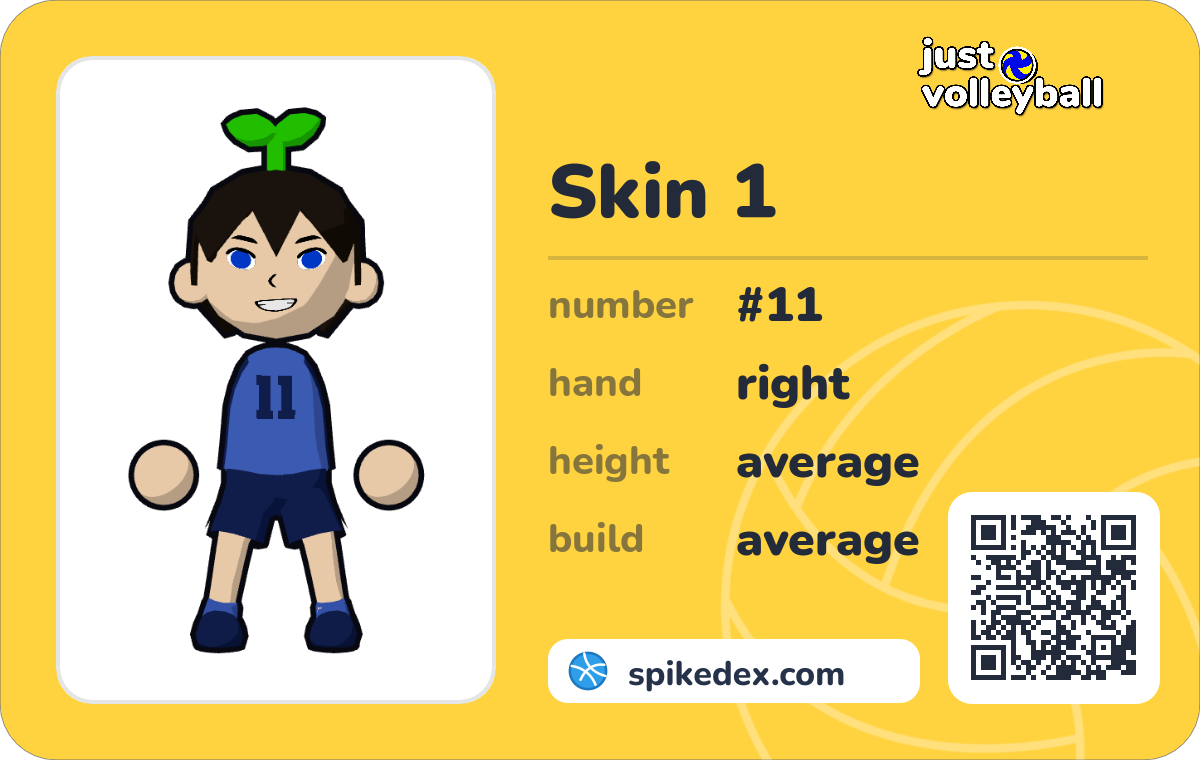 just
volleyball
Skin 1
number #11
hand right
height average
build average
11
spikedex.com